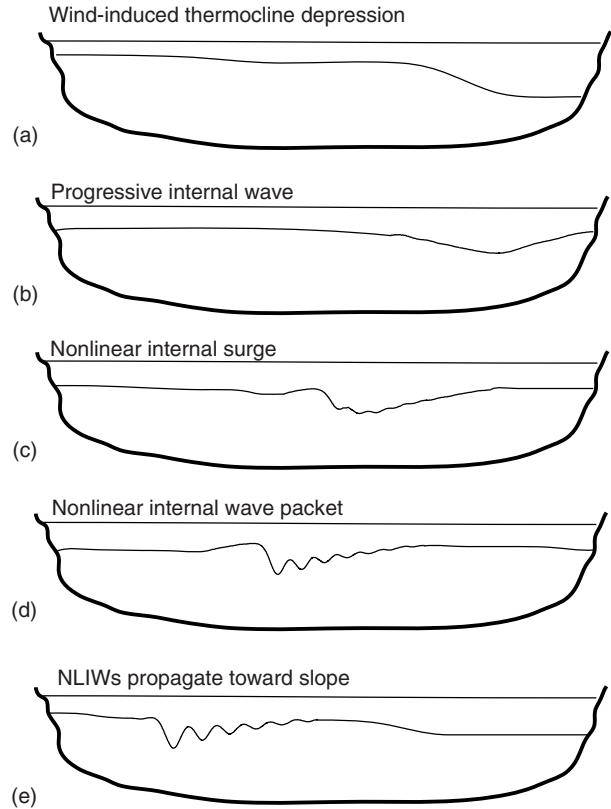 Wind-induced thermocline depression
(a)
Progressive internal wave
(b)
Nonlinear internal surge
(c)
Nonlinear internal wave packet
(d)
NLIWs propagate toward slope
(e)